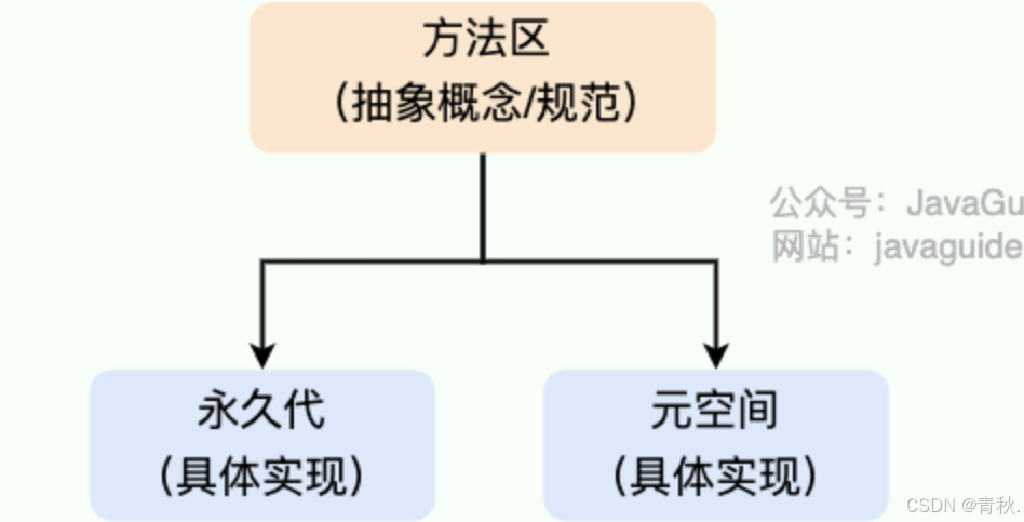 方法区
（抽象概念/规范）
公众号：JavaGu
网站：javaguide
永久代
（具体实现）
元空间
（具体实现）
CSDN @青秋.